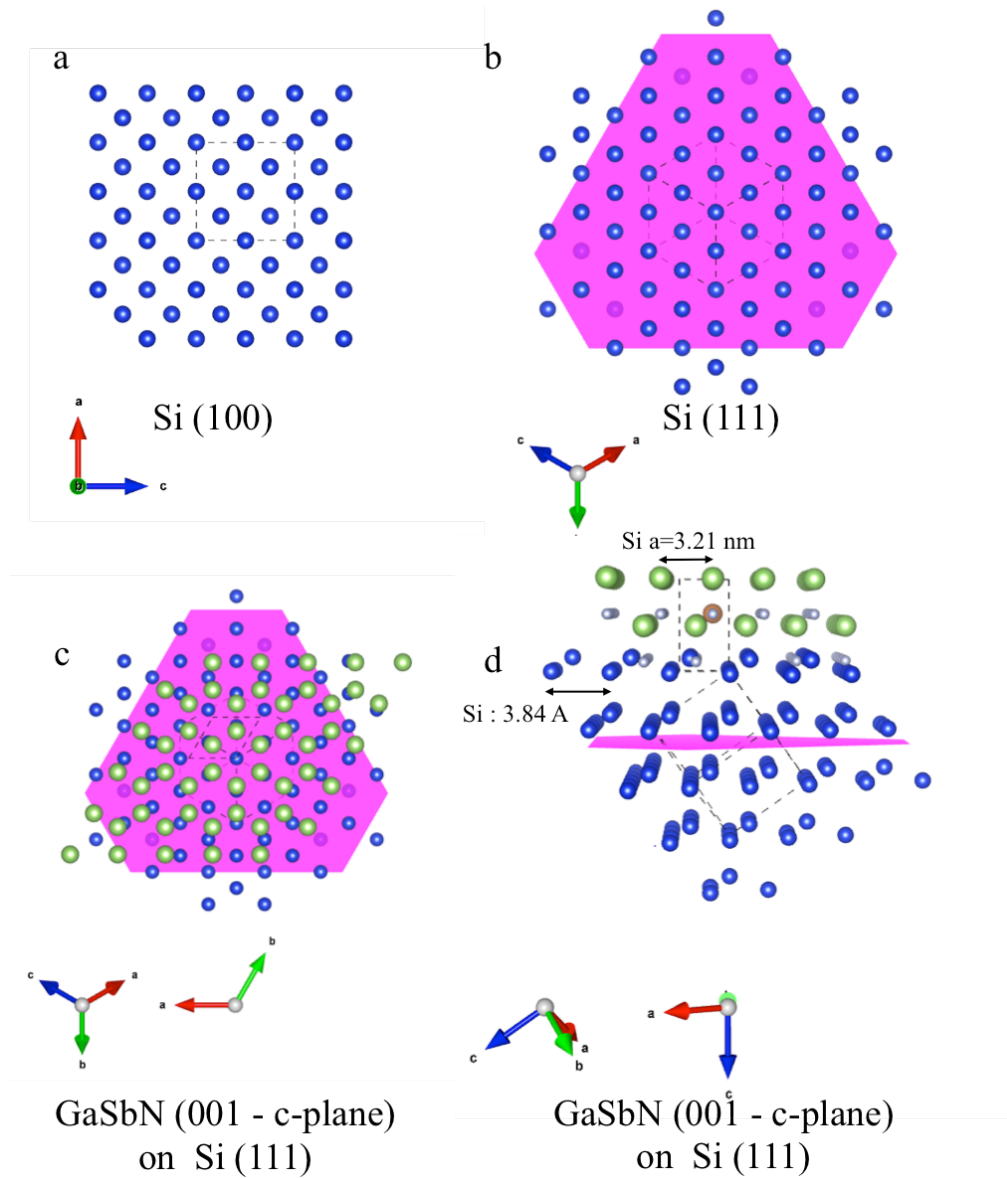 a
Si (100)
a
b
c
b
Si (111)
c
a
c
c
a
b
b
a
GaSbN (001 - c-plane)
on Si (111)
Si a=3.21 nm
d
Si : 3.84 A
c
a
b
a
c
GaSbN (001 - c-plane)
on Si (111)